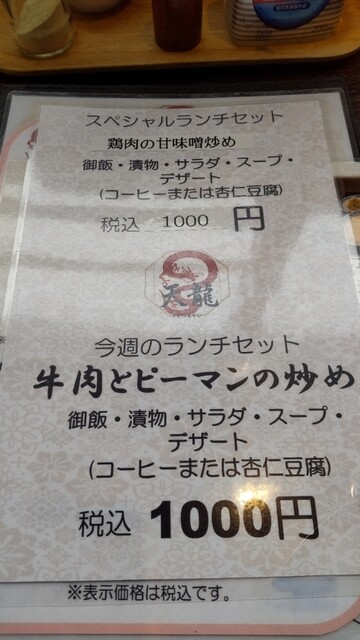 スペシャルランチセット
鶏肉の甘味噌炒め
御飯・漬物・サラダ・スープ・
デザート
(コーヒーまたは杏仁豆腐)
税込 1000 円
天龍
今週のランチセット
牛肉とピーマンの炒め
御飯・漬物・サラダ・スープ・
デザート
(コーヒーまたは杏仁豆腐)
税込 1000円
※表示価格は税込です。